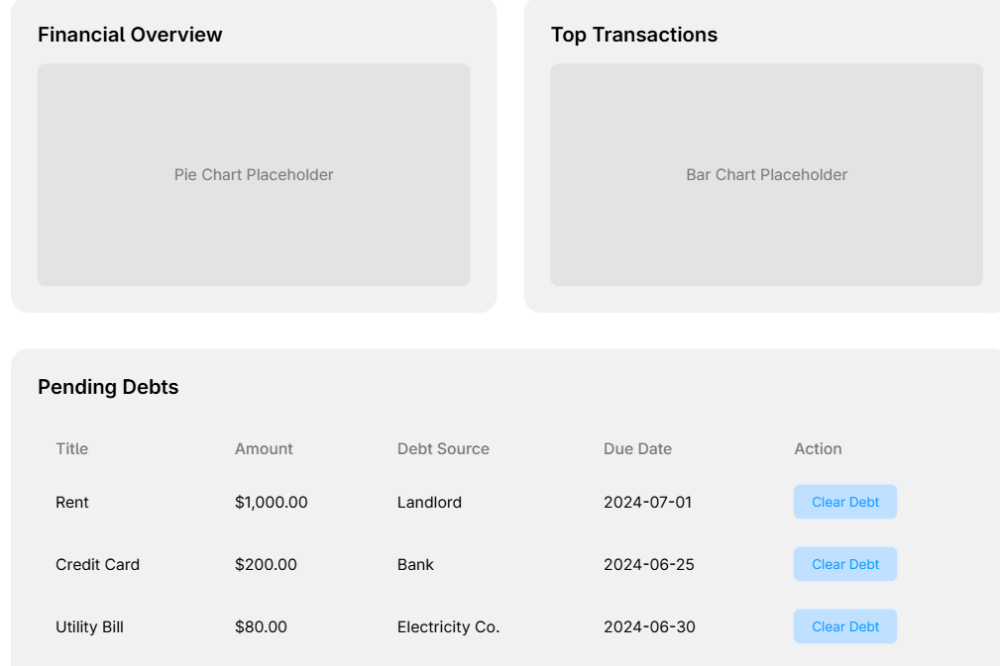 Financial Overview
Pie Chart Placeholder
Top Transactions
Bar Chart Placeholder
Pending Debts
Title Amount Debt Source Due Date Action
Rent $1,000.00 Landlord 2024-07-01 Clear Debt
Credit Card $200.00 Bank 2024-06-25 Clear Debt
Utility Bill $80.00 Electricity Co. 2024-06-30 Clear Debt